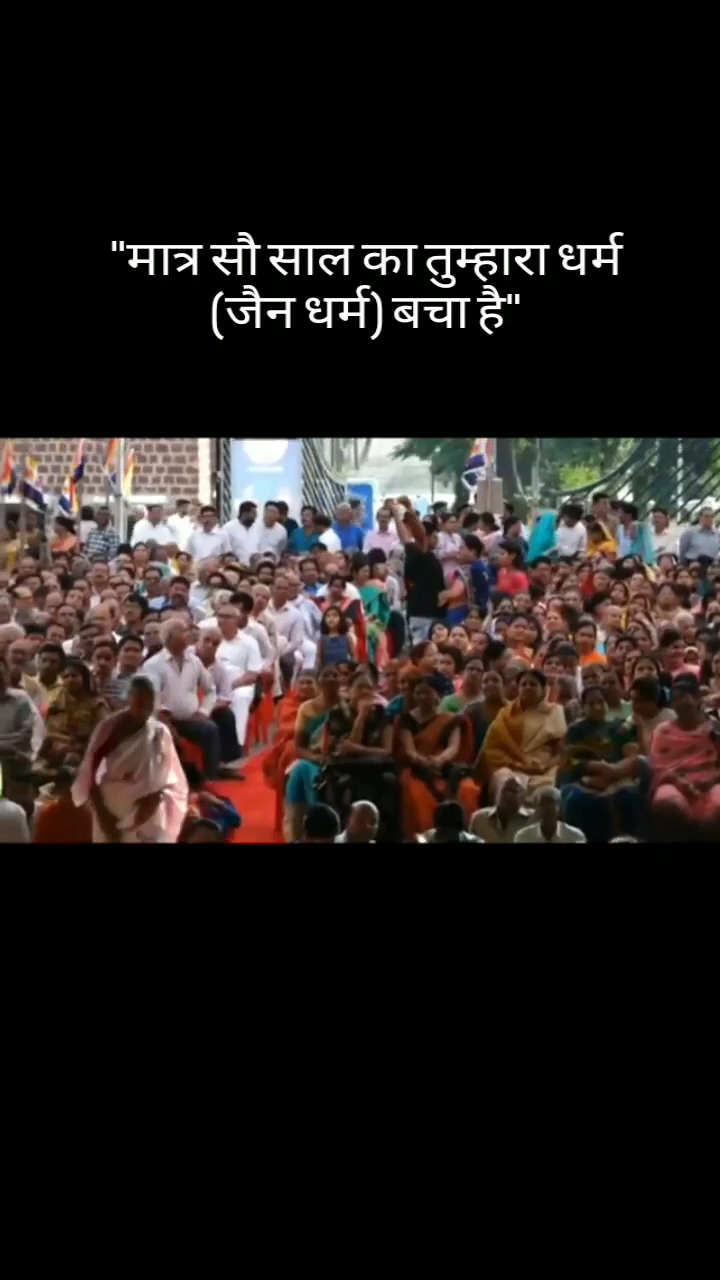 "मात्र सौ साल का तुम्हारा धर्म
(जैन धर्म) बचा है"